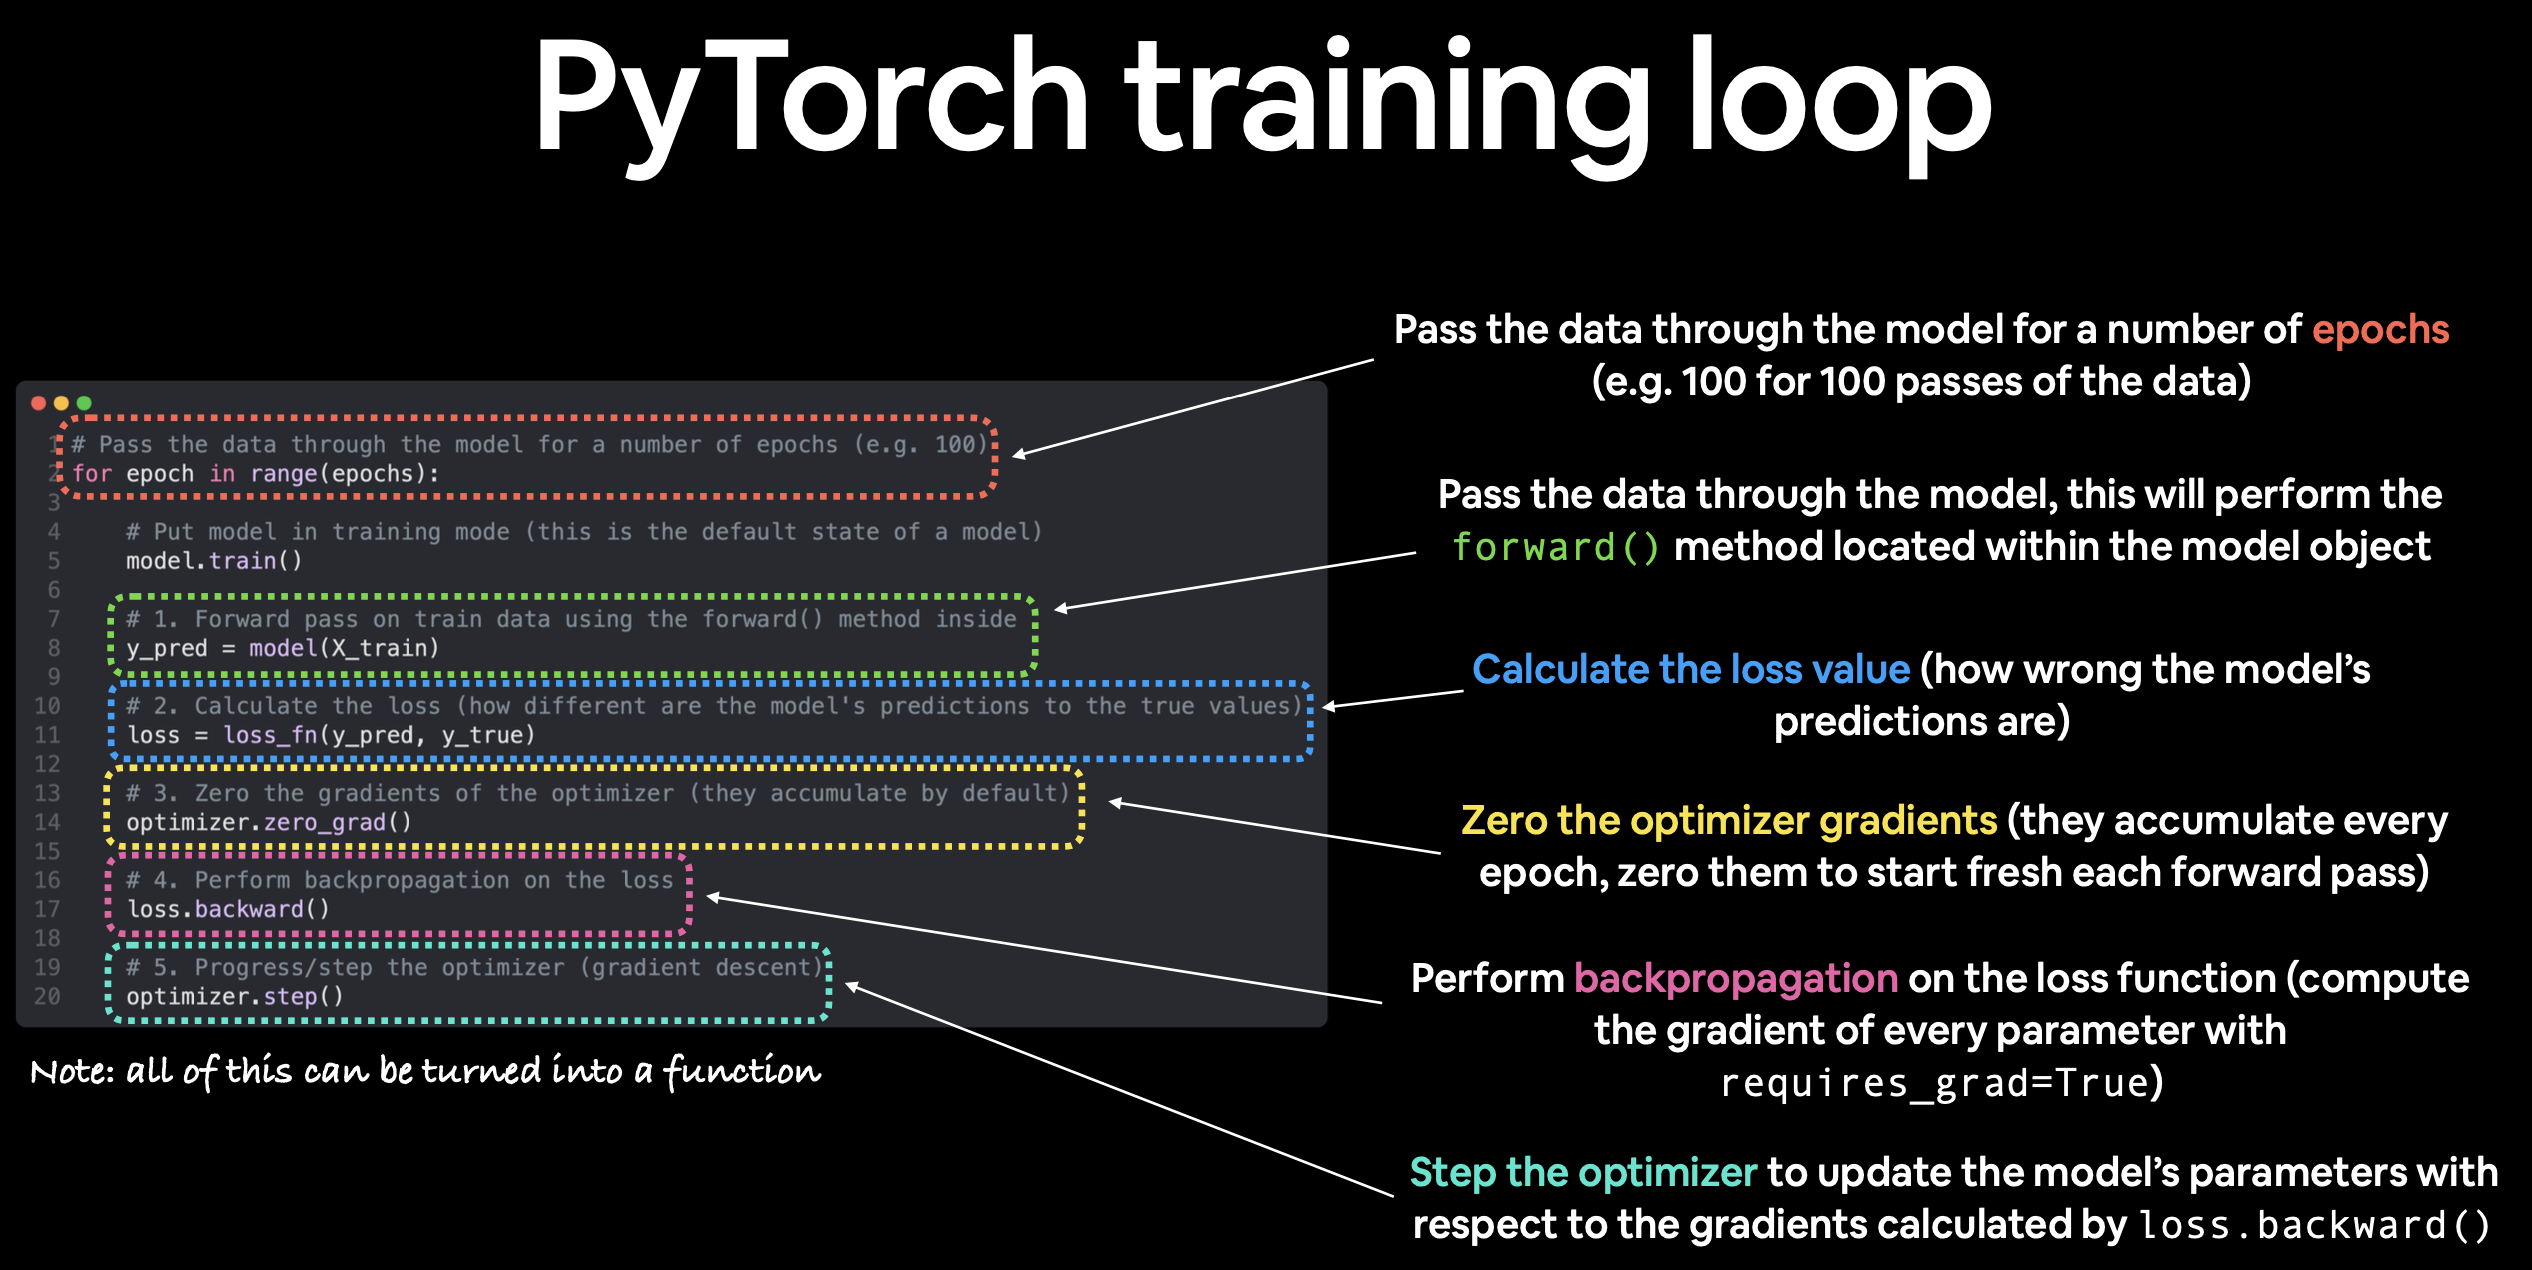 PyTorch training loop
1 # Pass the data through the model for a number of epochs (e.g. 100)
2 for epoch in range(epochs):
3
4 # Put model in training mode (this is the default state of a model)
5 model.train()
6
7 # 1. Forward pass on train data using the forward() method inside
8 y_pred = model(X_train)
9
10 # 2. Calculate the loss (how different are the model's predictions to the true values)
11 loss = loss_fn(y_pred, y_true)
12
13 # 3. Zero the gradients of the optimizer (they accumulate by default)
14 optimizer.zero_grad()
15
16 # 4. Perform backpropagation on the loss
17 loss.backward()
18
19 # 5. Progress/step the optimizer (gradient descent)
20 optimizer.step()
Note: all of this can be turned into a function
Pass the data through the model for a number of epochs
(e.g. 100 for 100 passes of the data)
Pass the data through the model, this will perform the
forward() method located within the model object
Calculate the loss value (how wrong the model’s
predictions are)
Zero the optimizer gradients (they accumulate every
epoch, zero them to start fresh each forward pass)
Perform backpropagation on the loss function (compute
the gradient of every parameter with
requires_grad=True)
Step the optimizer to update the model’s parameters with
respect to the gradients calculated by loss.backward()